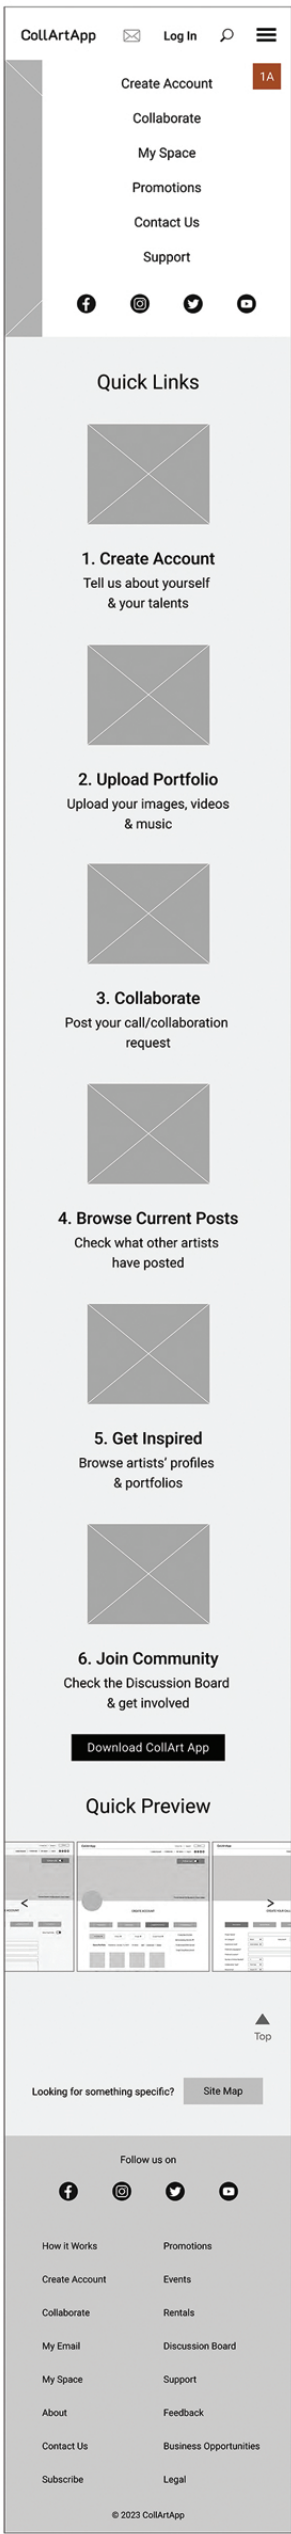 CollArtApp Log In
1A
Create Account
Collaborate
My Space
Promotions
Contact Us
Support
Quick Links
1. Create Account
Tell us about yourself
& your talents
2. Upload Portfolio
Upload your images, videos
& music
3. Collaborate
Post your call/collaboration
request
4. Browse Current Posts
Check what other artists
have posted
5. Get Inspired
Browse artists' profiles
& portfolios
6. Join Community
Check the Discussion Board
& get involved
Download CollArt App
Quick Preview
CREATE ACCOUNT
Top
Looking for something specific? Site Map
Follow us on
How it Works Promotions
Create Account Events
Collaborate Rentals
My Email Discussion Board
My Space Support
About Feedback
Contact Us Business Opportunities
Subscribe Legal
© 2023 CollArtApp